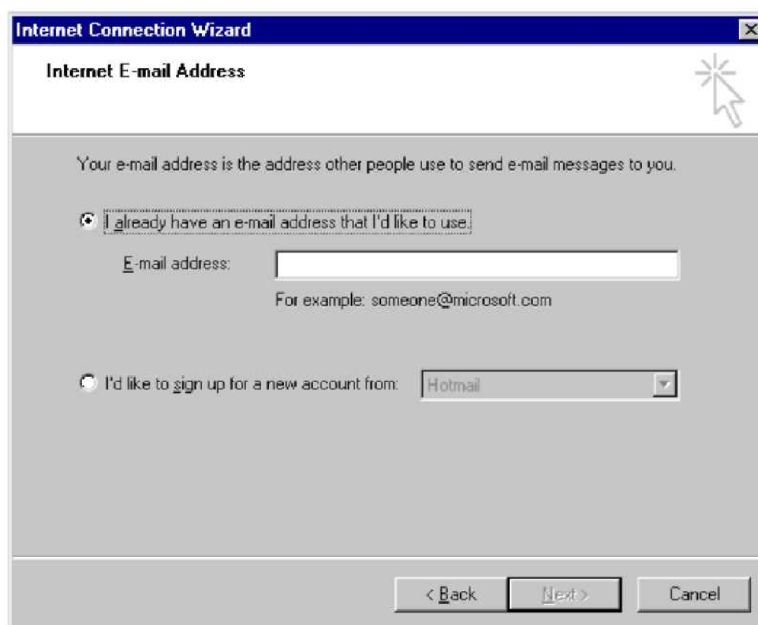 Internet Connection Wizard
Internet E-mail Address
Your e-mail address is the address other people use to send e-mail messages to you.
I already have an e-mail address that I'd like to use.
E-mail address:
For example: someone@microsoft.com
I'd like to sign up for a new account from: Hotmail
< Back Next > Cancel